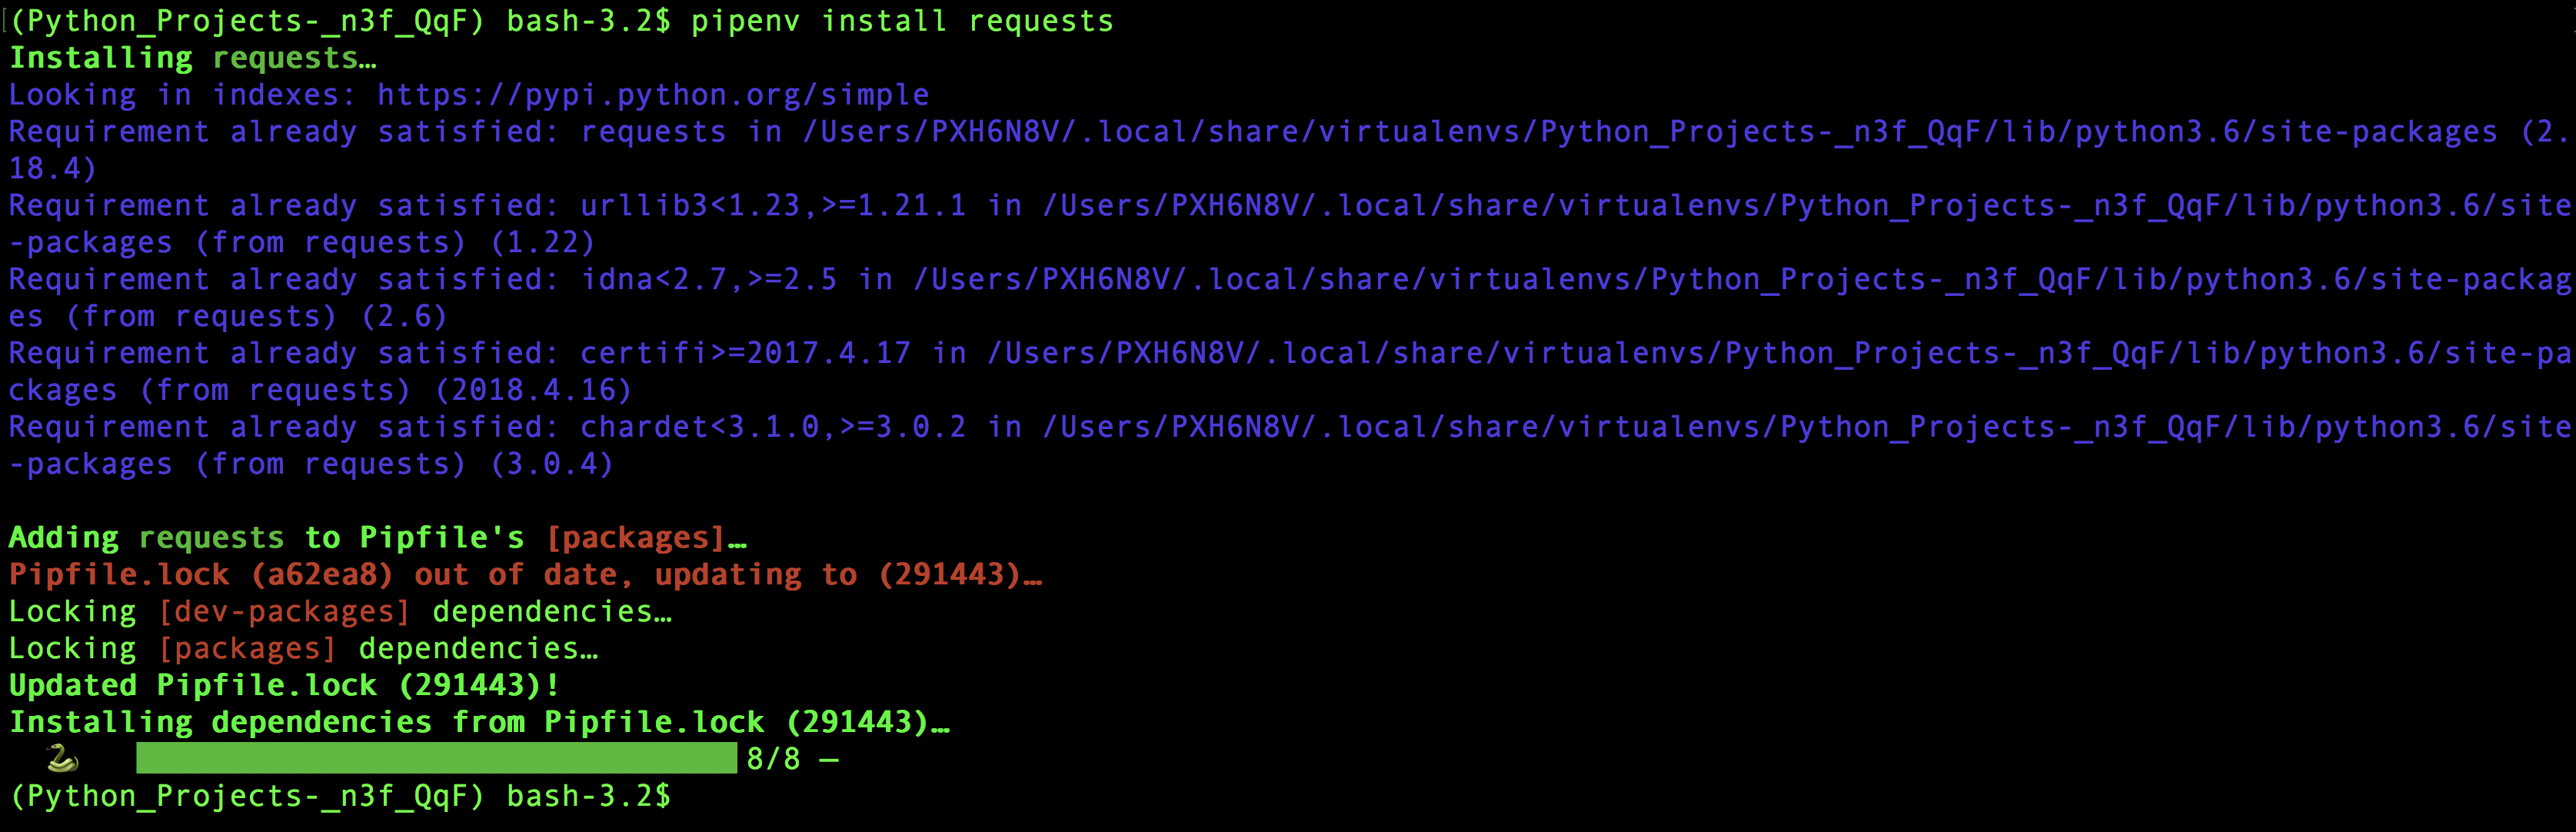 (Python_Projects-_n3f_QqF) bash-3.2$ pipenv install requests
Installing requests…
Looking in indexes: https://pypi.python.org/simple
Requirement already satisfied: requests in /Users/PXH6N8V/.local/share/virtualenvs/Python_Projects-_n3f_QqF/lib/python3.6/site-packages (2.
18.4)
Requirement already satisfied: urllib3<1.23,>=1.21.1 in /Users/PXH6N8V/.local/share/virtualenvs/Python_Projects-_n3f_QqF/lib/python3.6/site
-packages (from requests) (1.22)
Requirement already satisfied: idna<2.7,>=2.5 in /Users/PXH6N8V/.local/share/virtualenvs/Python_Projects-_n3f_QqF/lib/python3.6/site-packag
es (from requests) (2.6)
Requirement already satisfied: certifi>=2017.4.17 in /Users/PXH6N8V/.local/share/virtualenvs/Python_Projects-_n3f_QqF/lib/python3.6/site-pa
ckages (from requests) (2018.4.16)
Requirement already satisfied: chardet<3.1.0,>=3.0.2 in /Users/PXH6N8V/.local/share/virtualenvs/Python_Projects-_n3f_QqF/lib/python3.6/site
-packages (from requests) (3.0.4)
Adding requests to Pipfile's [packages]…
Pipfile.lock (a62ea8) out of date, updating to (291443)…
Locking [dev-packages] dependencies…
Locking [packages] dependencies…
Updated Pipfile.lock (291443)!
Installing dependencies from Pipfile.lock (291443)…
8/8 —
(Python_Projects-_n3f_QqF) bash-3.2$